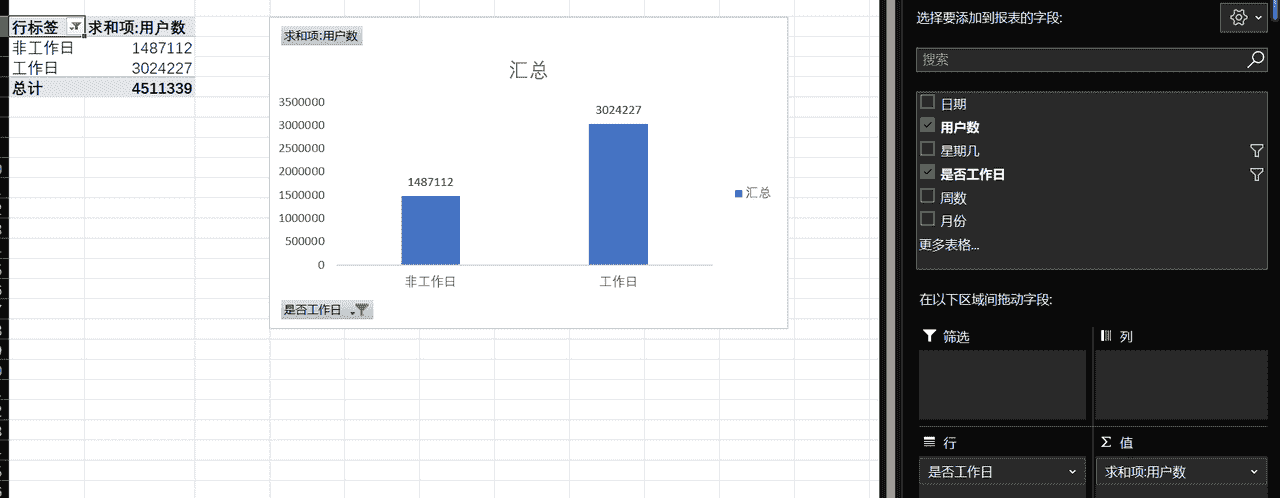 行标签 求和项:用户数
非工作日 1487112
工作日 3024227
总计 4511339
求和项:用户数
汇总
3500000
3000000
2500000
2000000
1500000
1000000
500000
0
1487112
3024227
非工作日 工作日
汇总
是否工作日
选择要添加到报表的字段:
搜索
日期
用户数
星期几
是否工作日
周数
月份
更多表格...
在以下区域间拖动字段:
筛选 列
行 Σ 值
是否工作日 求和项:用户数